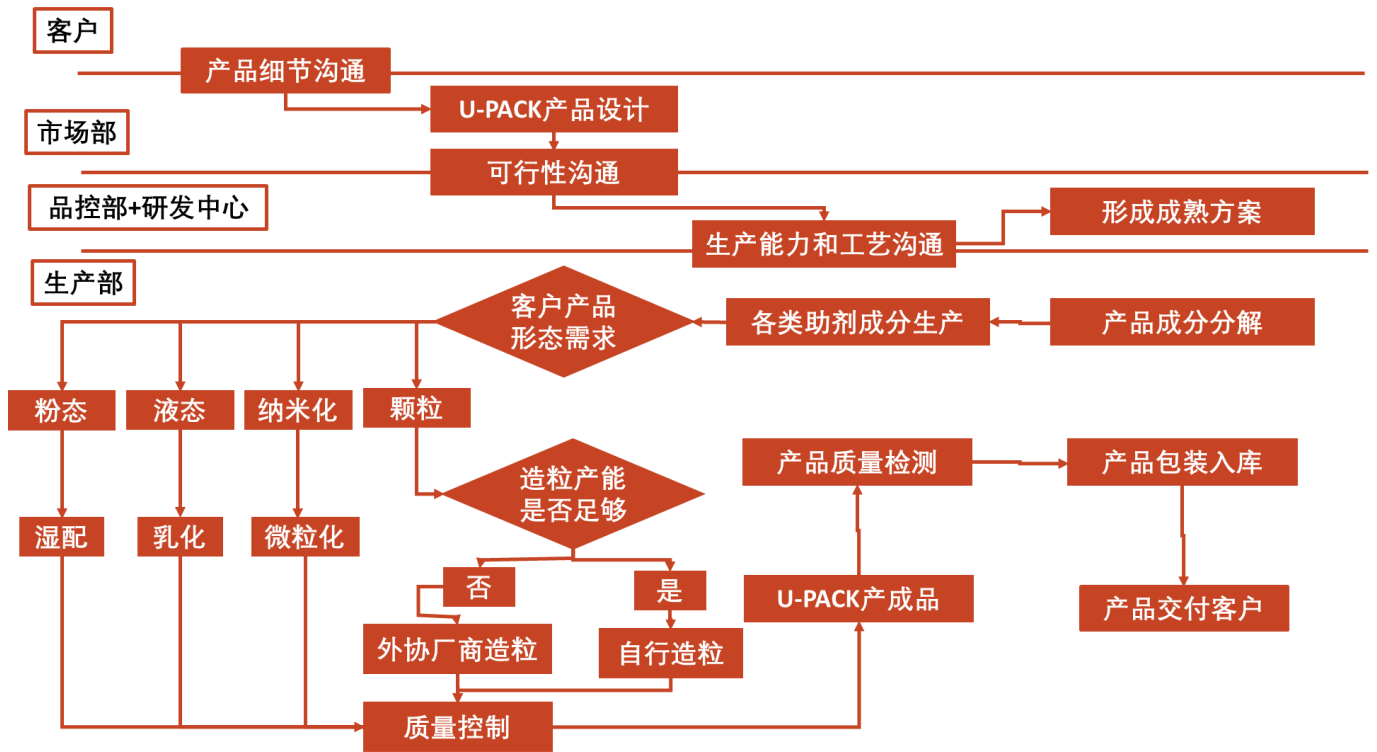 客户
产品细节沟通
U-PACK产品设计
市场部
可行性沟通
品控部+研发中心
形成成熟方案
生产能力和工艺沟通
生产部
客户产品
形态需求
各类助剂成分生产
产品成分分解
粉态
液态
纳米化
颗粒
造粒产能
是否足够
产品质量检测
产品包装入库
湿配
乳化
微粒化
否
是
U-PACK产成品
产品交付客户
外协厂商造粒
自行造粒
质量控制